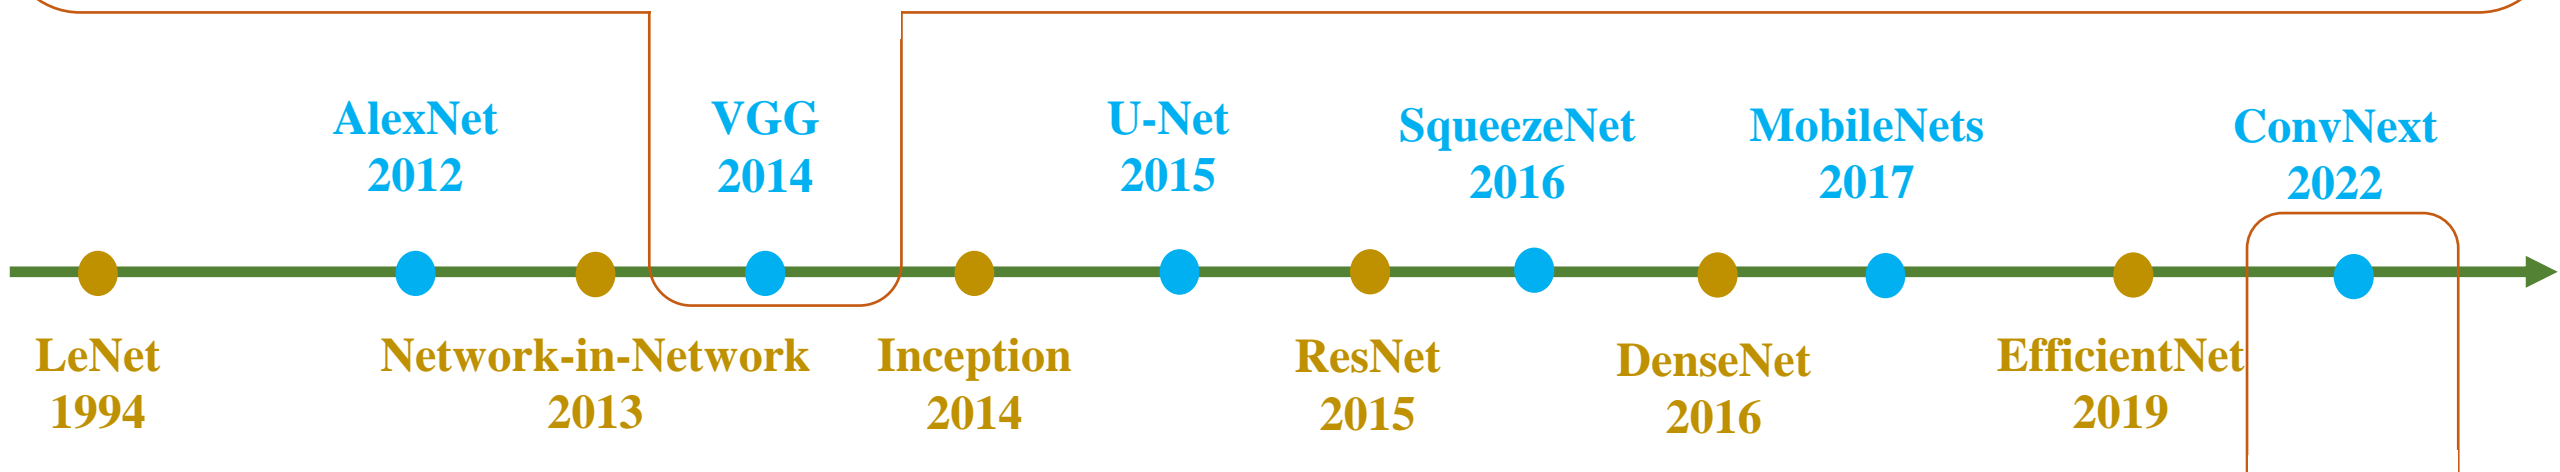 AlexNet
2012
VGG
2014
U-Net
2015
SqueezeNet
2016
MobileNets
2017
ConvNext
2022
LeNet
1994
Network-in-Network
2013
Inception
2014
ResNet
2015
DenseNet
2016
EfficientNet
2019